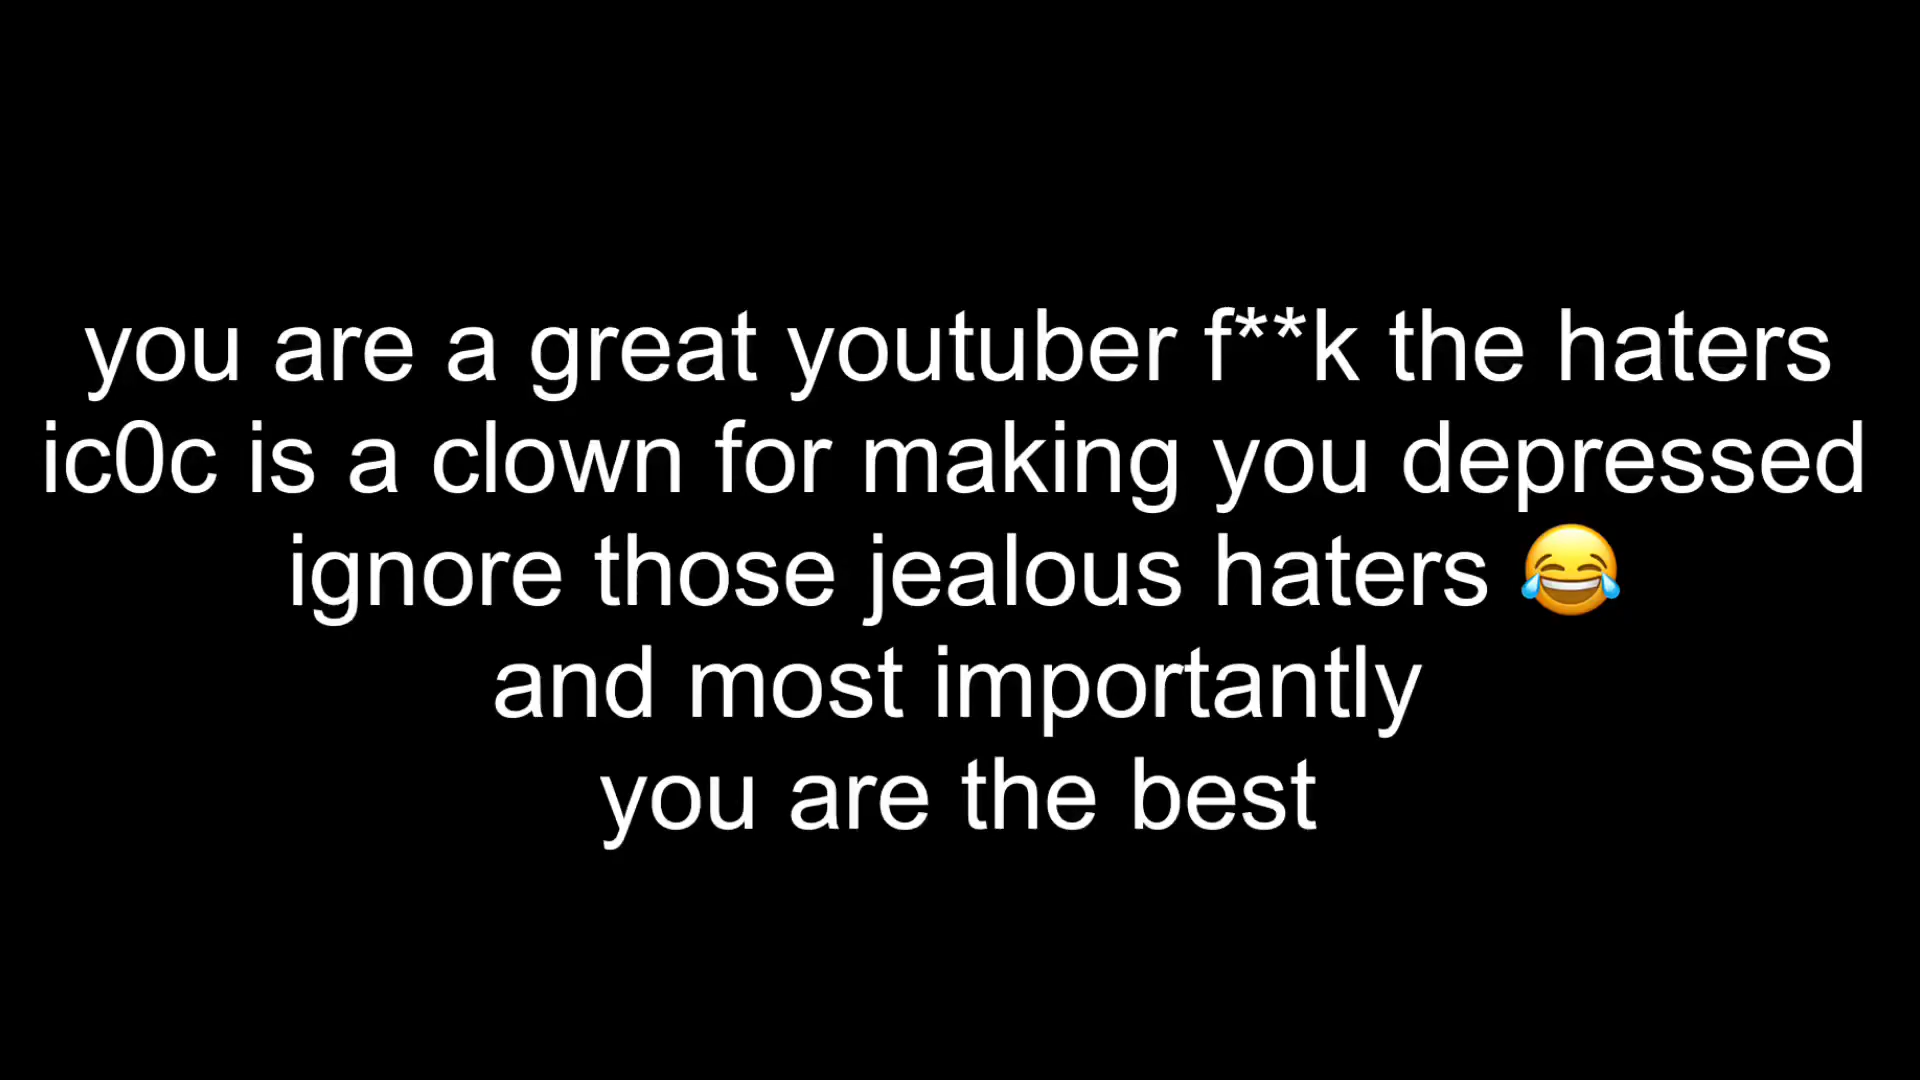 you are a great youtuber f**k the haters
ic0c is a clown for making you depressed
ignore those jealous haters 😂
and most importantly
you are the best